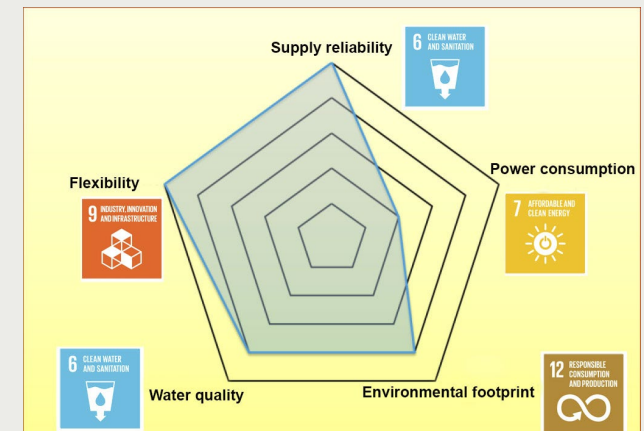 Supply reliability
6 CLEAN WATER
AND SANITATION
Power consumption
7 AFFORDABLE AND
CLEAN ENERGY
Flexibility
9 INDUSTRY, INNOVATION
AND INFRASTRUCTURE
6 CLEAN WATER
AND SANITATION
Water quality
Environmental footprint
12 RESPONSIBLE
CONSUMPTION
AND PRODUCTION